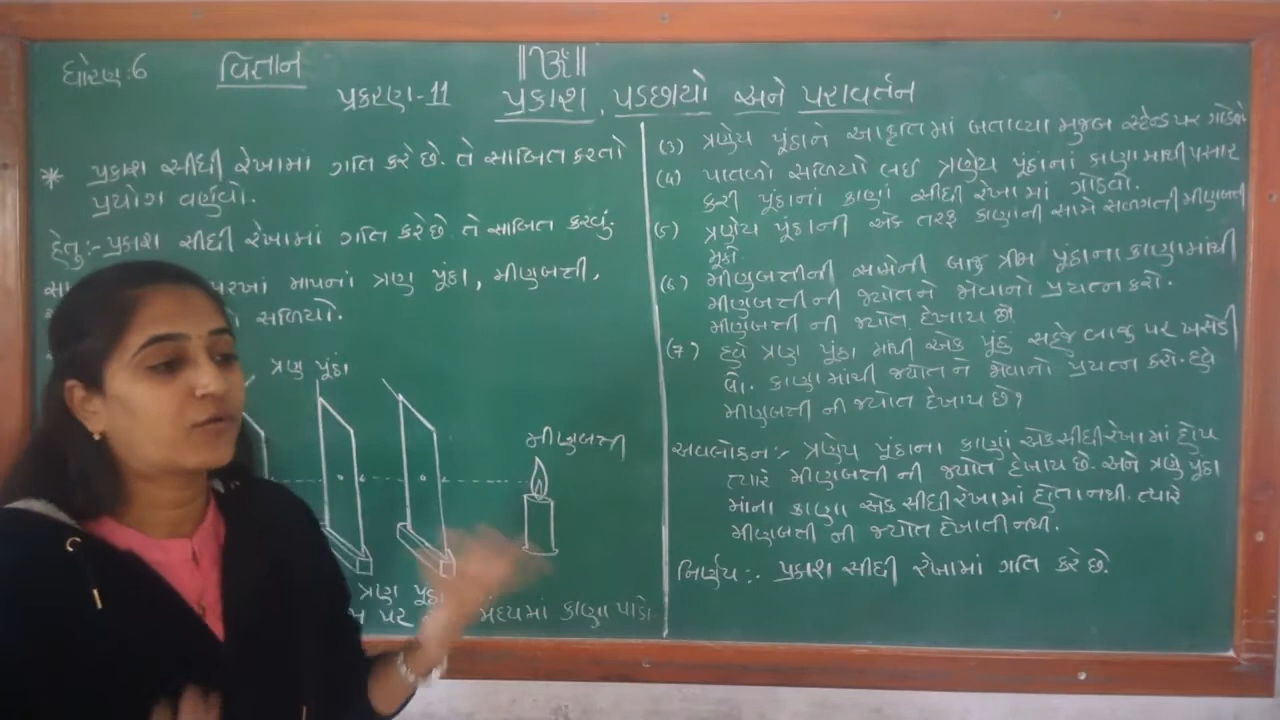 ધોરણ:6
વિજ્ઞાન
||ૐ||
પ્રકરણ-11 પ્રકાશ, પડછાયો અને પરાવર્તન
* પ્રકાશ સીધી રેખામાં ગતિ કરે છે. તે સાબિત કરતો
પ્રયોગ વર્ણવો.
હેતુ:- પ્રકાશ સીધી રેખામાં ગતિ કરે છે તે સાબિત કરવું.
સા સરખાં માપનાં ત્રણ પૂંઠા, મીણબત્તી,
સળિયો.
ત્રણ પૂંઠા
મીણબત્તી
ત્રણ પૂંઠા
પર મધ્યમાં કાણા પાડો.
(3) ત્રણેય પૂંઠાને આકૃતિમાં બતાવ્યા મુજબ સ્ટેન્ડ પર ગોઠવો
(4) પાતળો સળિયો લઈ ત્રણેય પૂંઠાનાં કાણામાંથી પસાર
કરી પૂંઠાનાં કાણાં સીધી રેખામાં ગોઠવો.
(5) ત્રણેય પૂંઠાની એક તરફ કાણાની સામે સળગતી મીણબત્તી
મૂકો.
(6) મીણબત્તીની સામેની બાજુ ત્રીજા પૂંઠાના કાણામાંથી
મીણબત્તીની જ્યોતને જોવાનો પ્રયત્ન કરો.
મીણબત્તી ની જ્યોત દેખાય છે
(7) હવે ત્રણ પૂંઠા માંથી એક પૂંઠું સહેજ બાજુ પર ખસેડી
લો. કાણામાંથી જ્યોત ને જોવાનો પ્રયત્ન કરો. હવે
મીણબત્તી ની જ્યોત દેખાય છે?
અવલોકન:- ત્રણેય પૂંઠાના કાણાં એક સીધી રેખામાં હોય
ત્યારે મીણબત્તી ની જ્યોત દેખાય છે. અને ત્રણે પૂંઠા
માંના કાણા એક સીધી રેખામાં હોતા નથી. ત્યારે
મીણબત્તી ની જ્યોત દેખાતી નથી.
નિર્ણય:- પ્રકાશ સીધી રેખામાં ગતિ કરે છે.